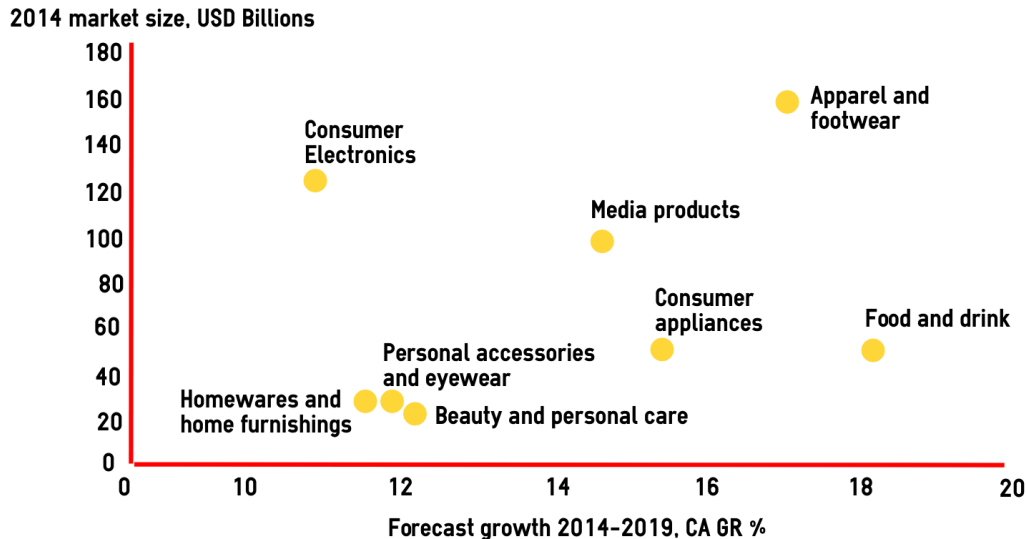 2014 market size, USD Billions
180
160
140
120
100
80
60
40
20
0
Apparel and
footwear
Consumer
Electronics
Media products
Consumer
appliances
Food and drink
Personal accessories
and eyewear
Homewares and
home furnishings
Beauty and personal care
0 10 12 14 16 18 20
Forecast growth 2014-2019, CA GR %